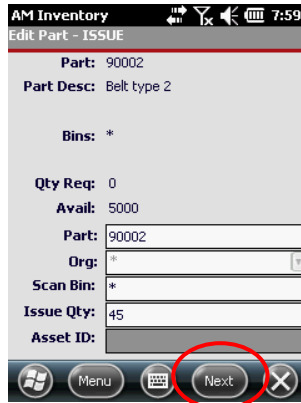 AM Inventory 7:59
Edit Part - ISSUE
Part: 90002
Part Desc: Belt type 2
Bins: *
Qty Req: 0
Avail: 5000
Part: 90002
Org: *
Scan Bin: *
Issue Qty: 45
Asset ID:
Menu Next